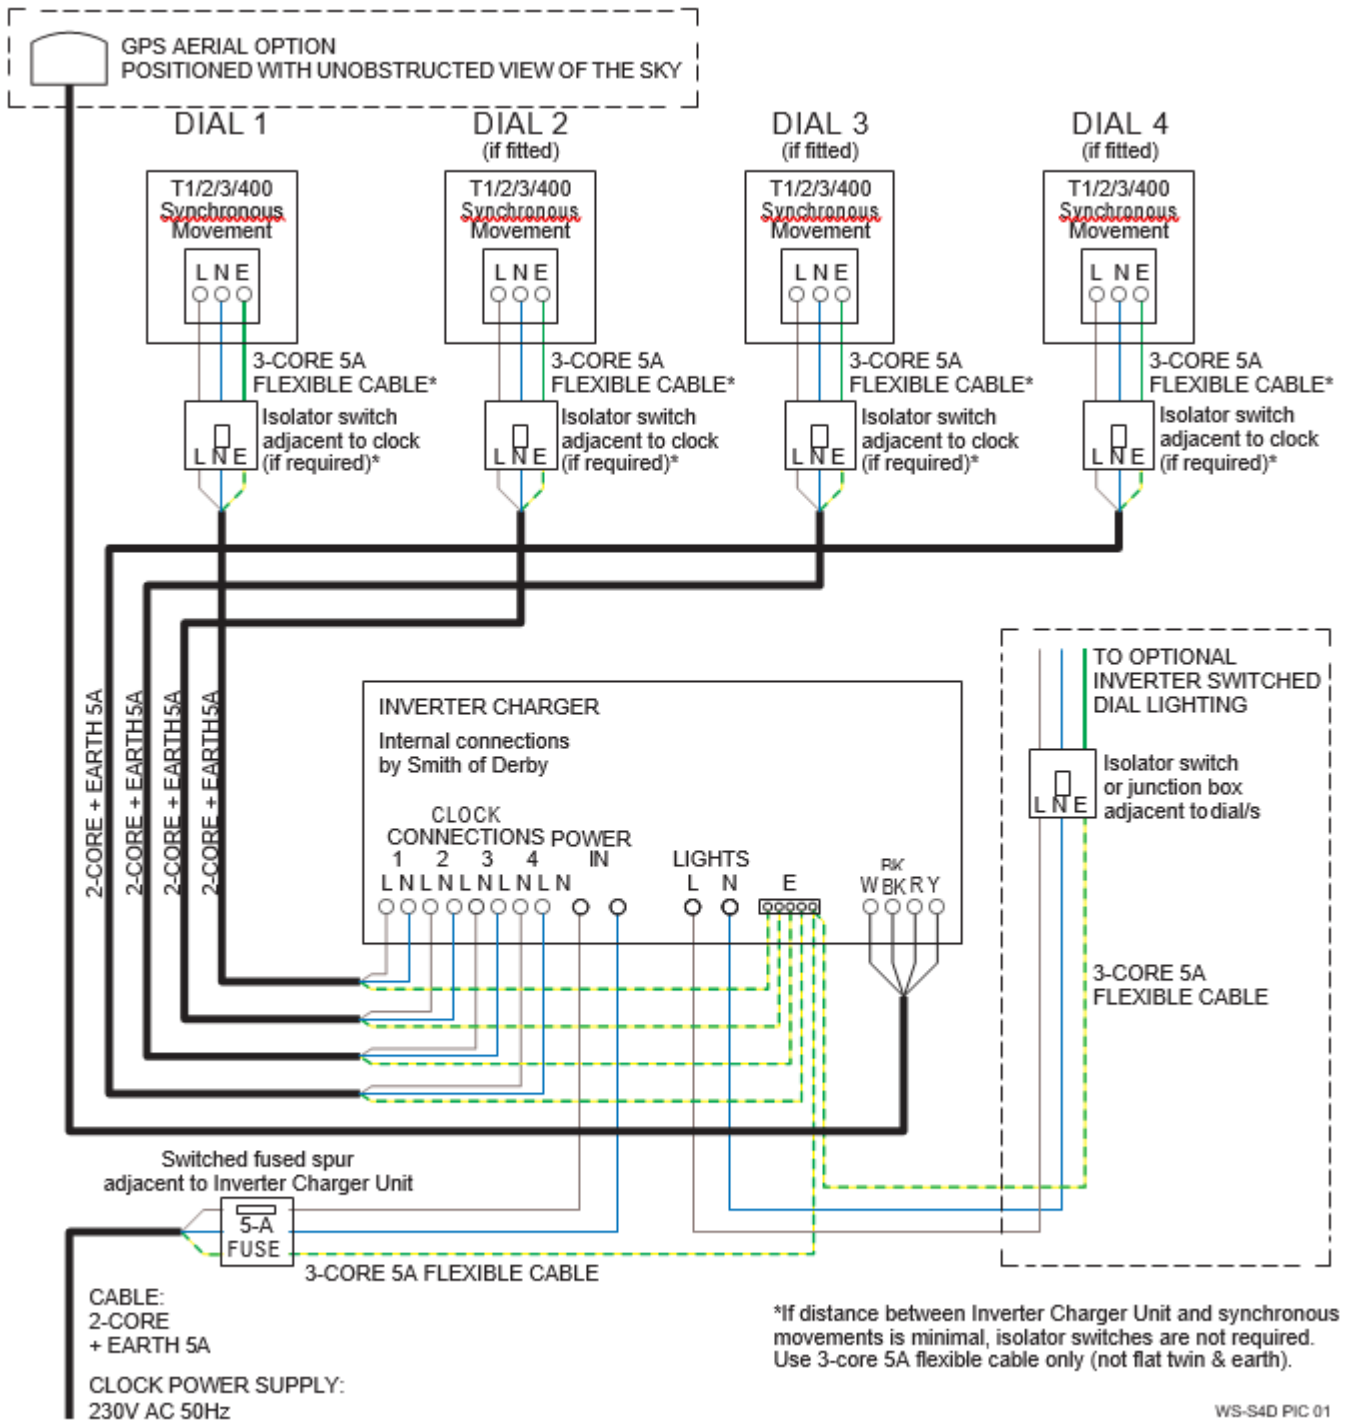 GPS AERIAL OPTION
POSITIONED WITH UNOBSTRUCTED VIEW OF THE SKY
DIAL 1
DIAL 2
(if fitted)
DIAL 3
(if fitted)
DIAL 4
(if fitted)
T1/2/3/400
Synchronous
Movement
L N E
T1/2/3/400
Synchronous
Movement
L N E
T1/2/3/400
Synchronous
Movement
L N E
T1/2/3/400
Synchronous
Movement
L N E
3-CORE 5A
FLEXIBLE CABLE*
3-CORE 5A
FLEXIBLE CABLE*
3-CORE 5A
FLEXIBLE CABLE*
3-CORE 5A
FLEXIBLE CABLE*
L N E
Isolator switch
adjacent to clock
(if required)*
L N E
Isolator switch
adjacent to clock
(if required)*
L N E
Isolator switch
adjacent to clock
(if required)*
L N E
Isolator switch
adjacent to clock
(if required)*
2-CORE + EARTH 5A
2-CORE + EARTH 5A
2-CORE + EARTH 5A
2-CORE + EARTH 5A
INVERTER CHARGER
Internal connections
by Smith of Derby
CLOCK
CONNECTIONS
1 2 3 4
L N L N L N L N L N
POWER
IN
LIGHTS
L N
E
BK
W BK R Y
TO OPTIONAL
INVERTER SWITCHED
DIAL LIGHTING
L N E
Isolator switch
or junction box
adjacent to dial/s
3-CORE 5A
FLEXIBLE CABLE
Switched fused spur
adjacent to Inverter Charger Unit
5-A
FUSE
3-CORE 5A FLEXIBLE CABLE
CABLE:
2-CORE
+ EARTH 5A
CLOCK POWER SUPPLY:
230V AC 50Hz
*If distance between Inverter Charger Unit and synchronous
movements is minimal, isolator switches are not required.
Use 3-core 5A flexible cable only (not flat twin & earth).
WS-S4D PIC 01